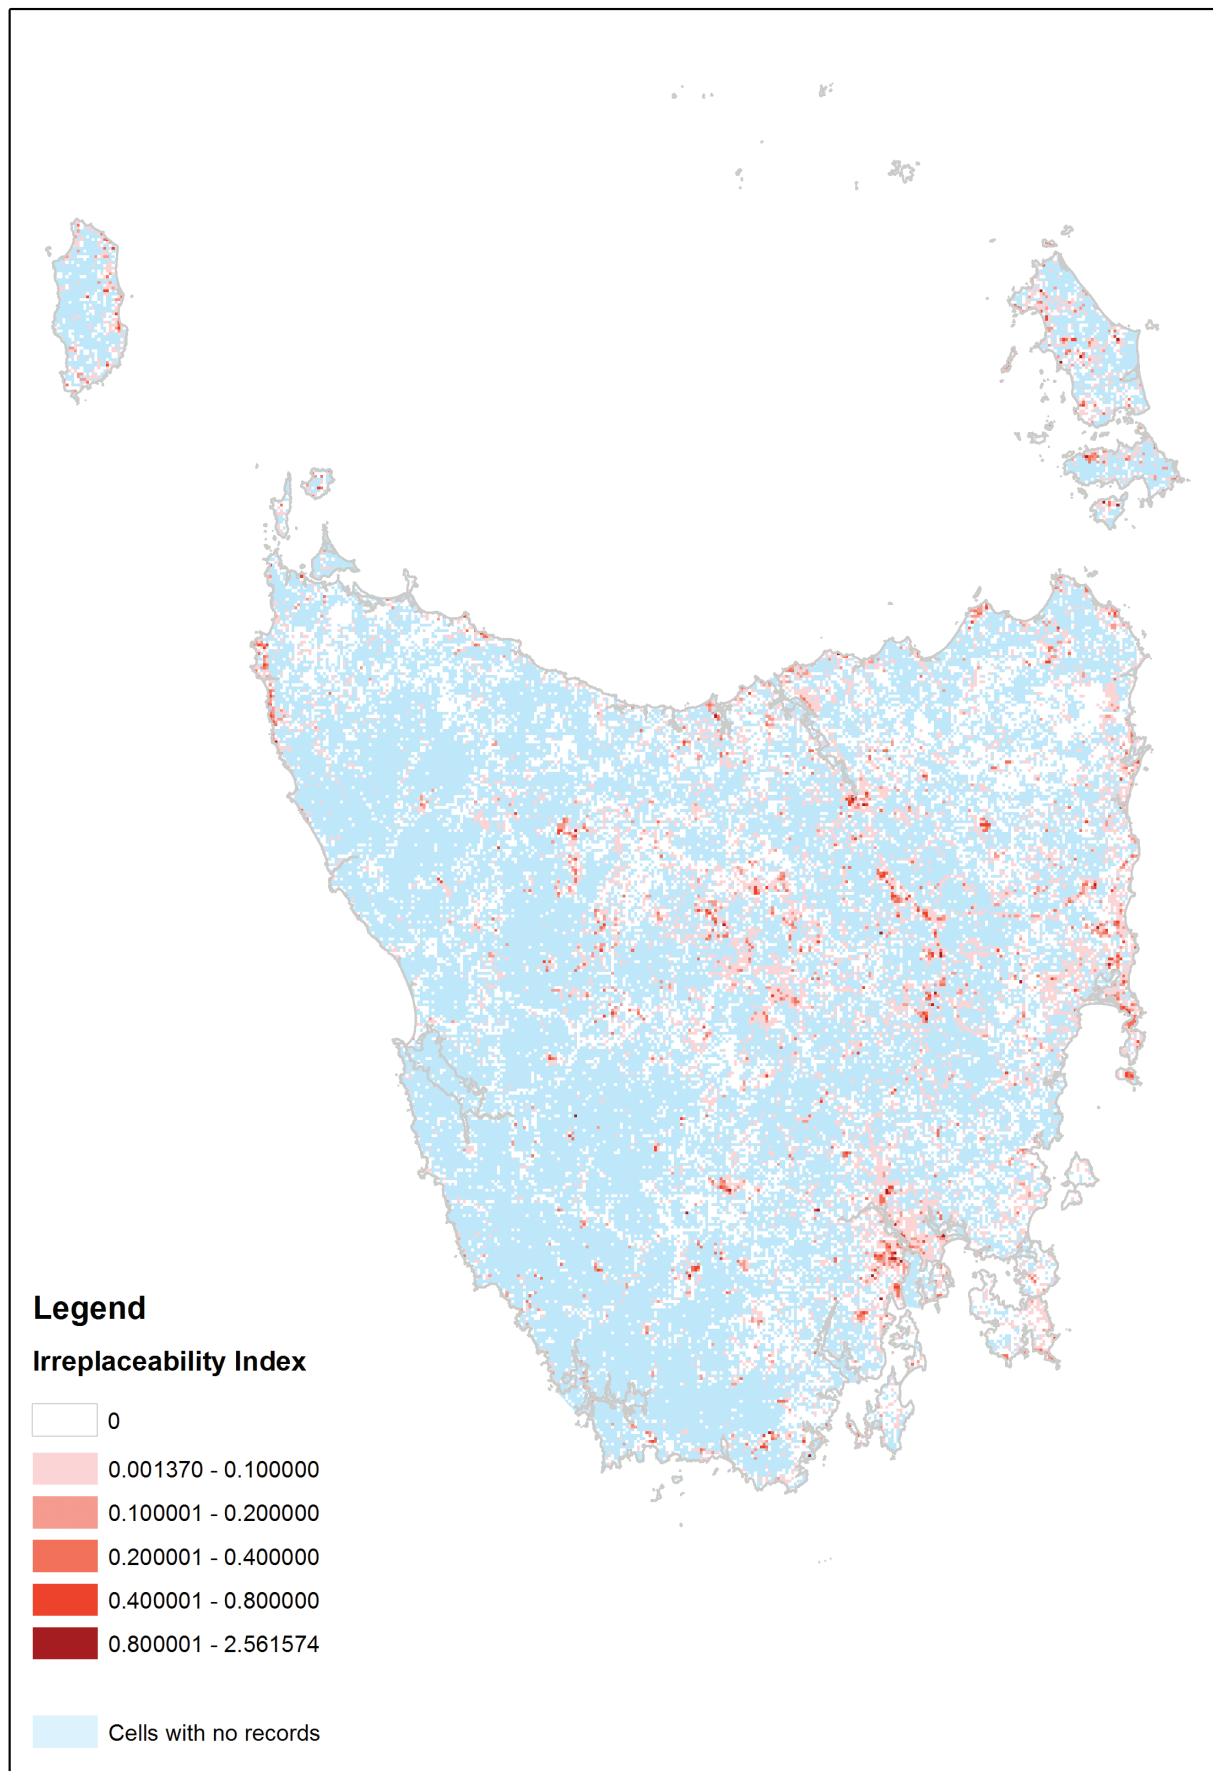 Legend
Irreplaceability Index
0
0.001370 - 0.100000
0.100001 - 0.200000
0.200001 - 0.400000
0.400001 - 0.800000
0.800001 - 2.561574
Cells with no records